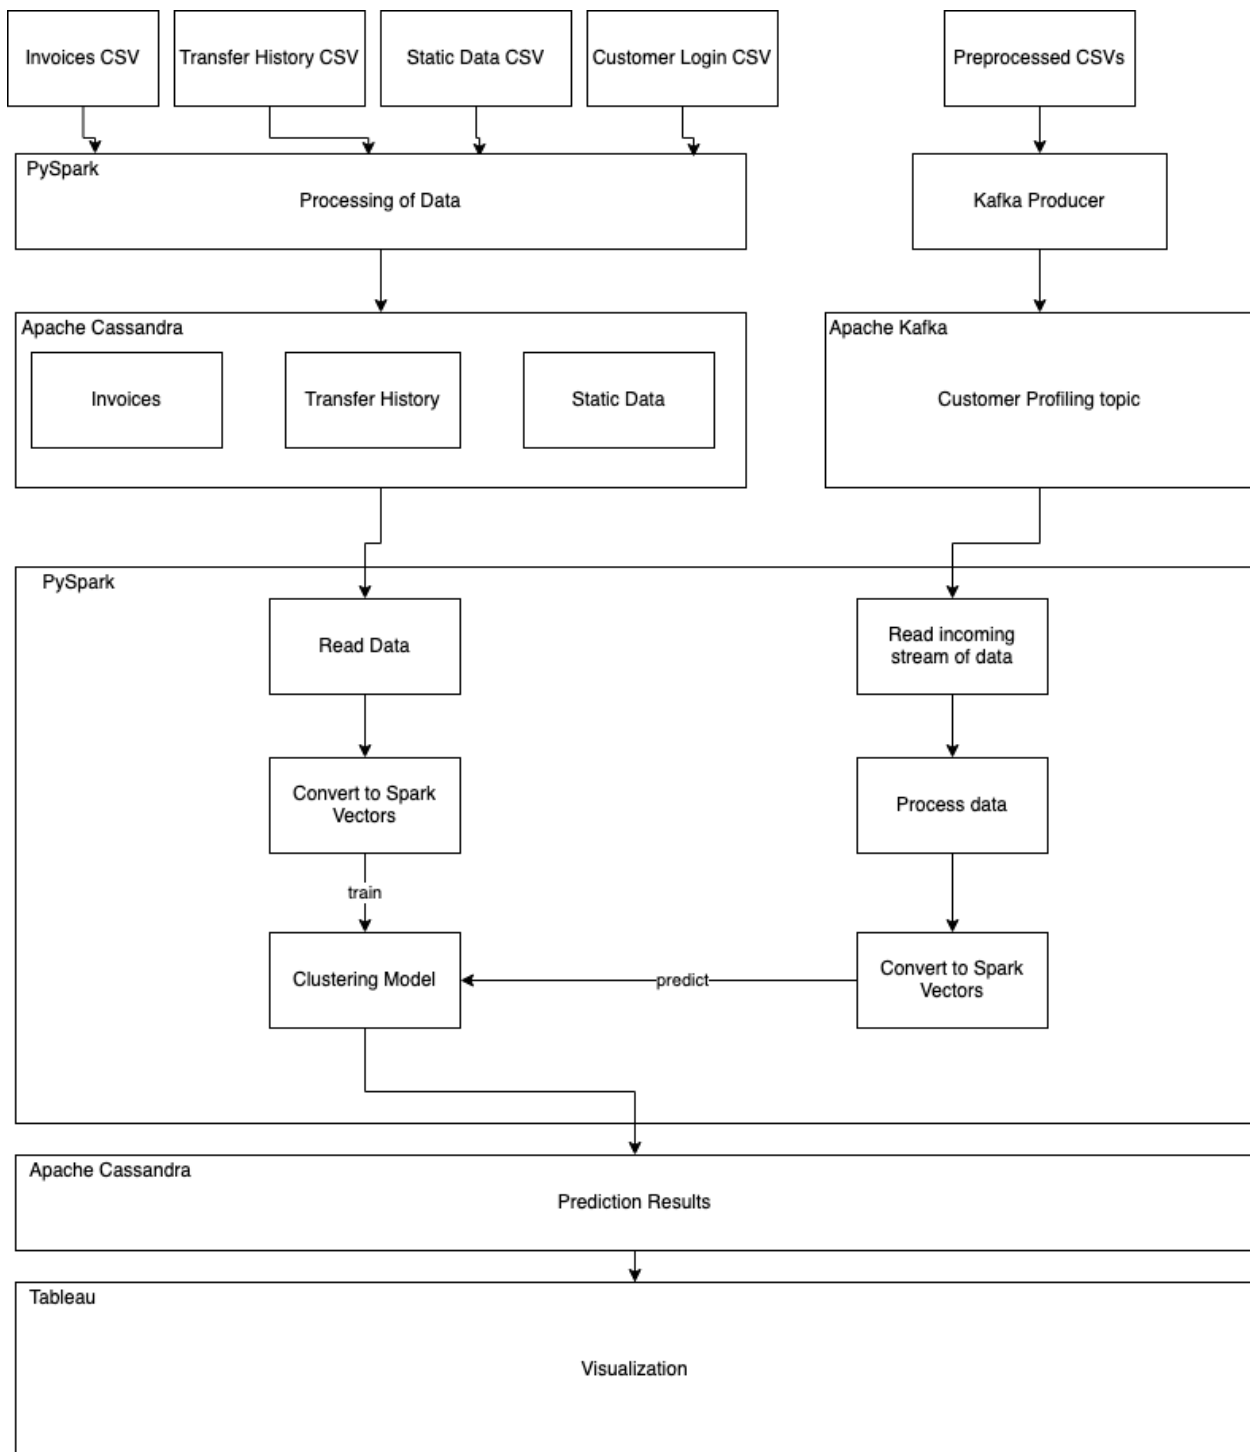 Invoices CSV
Transfer History CSV
Static Data CSV
Customer Login CSV
Preprocessed CSVs
PySpark
Processing of Data
Kafka Producer
Apache Cassandra
Invoices
Transfer History
Static Data
Apache Kafka
Customer Profiling topic
PySpark
Read Data
Read incoming
stream of data
Convert to Spark
Vectors
Process data
train
Clustering Model
predict
Convert to Spark
Vectors
Apache Cassandra
Prediction Results
Tableau
Visualization